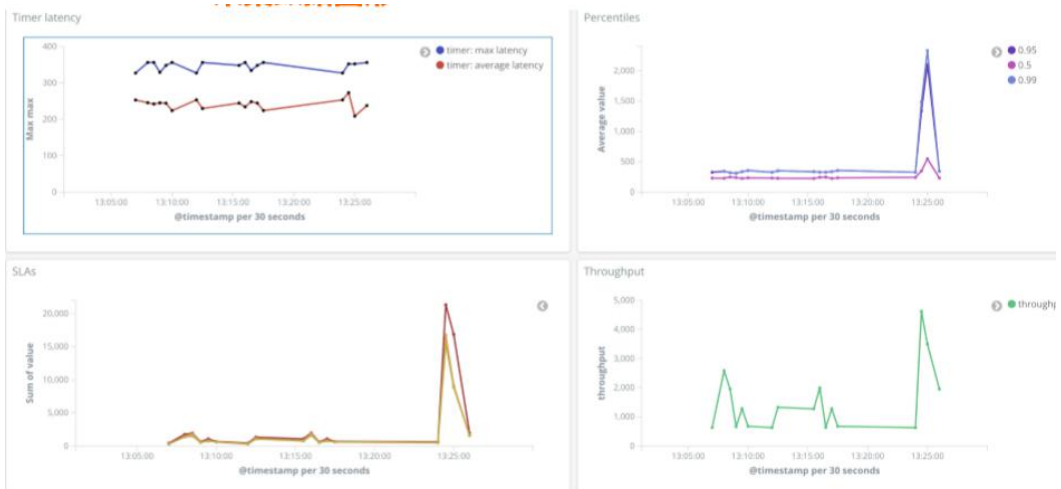 Timer latency
Max max
400
300
200
100
0
13:05:00 13:10:00 13:15:00 13:20:00 13:25:00
@timestamp per 30 seconds
timer: max latency
timer: average latency
Percentiles
Average value
2,000
1,500
1,000
500
0
13:05:00 13:10:00 13:15:00 13:20:00 13:25:00
@timestamp per 30 seconds
0.95
0.5
0.99
SLAs
Sum of value
20,000
15,000
10,000
5,000
0
13:05:00 13:10:00 13:15:00 13:20:00 13:25:00
@timestamp per 30 seconds
Throughput
throughput
5,000
4,000
3,000
2,000
1,000
0
13:05:00 13:10:00 13:15:00 13:20:00 13:25:00
@timestamp per 30 seconds
throughp